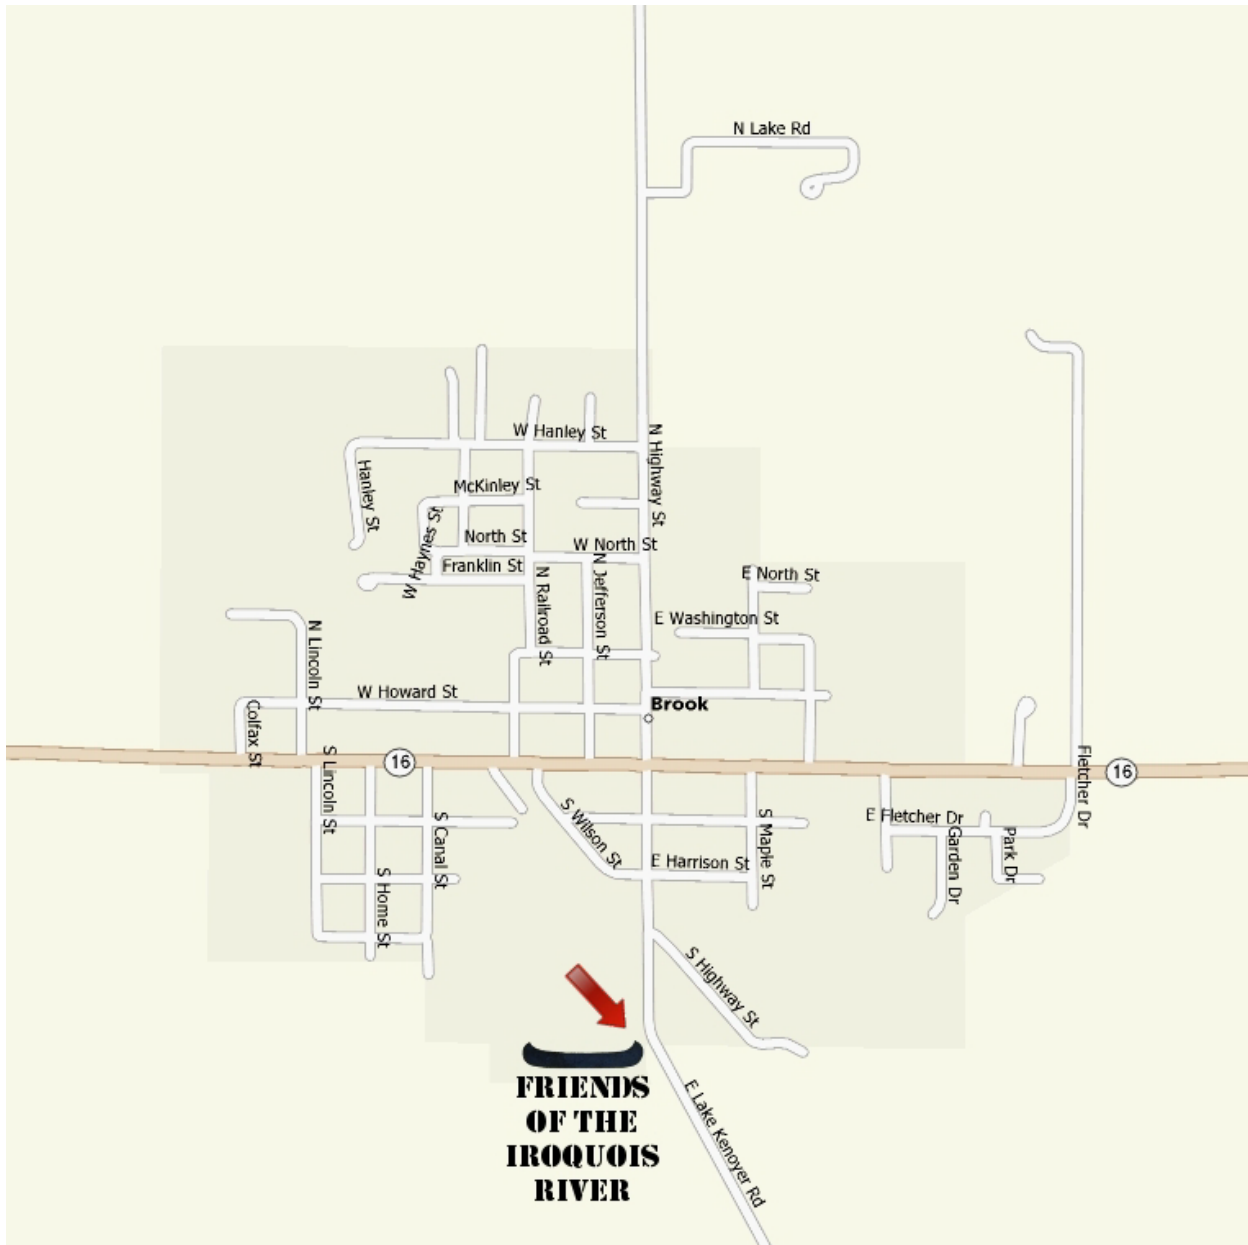 N Lake Rd
W Hanley St
N Highway St
Hanley St
McKinley St
W Haynes St
North St
W North St
Franklin St
N Railroad St
N Jefferson St
E North St
E Washington St
N Lincoln St
W Howard St
Colfax St
Brook
16
16
S Lincoln St
Fletcher Dr
S Canal St
S Wilson St
S Maple St
E Fletcher Dr
Garden Dr
Park Dr
E Harrison St
S Home St
S Highway St
FRIENDS
OF THE
IROQUOIS
RIVER
E Lake Kenoyer Rd